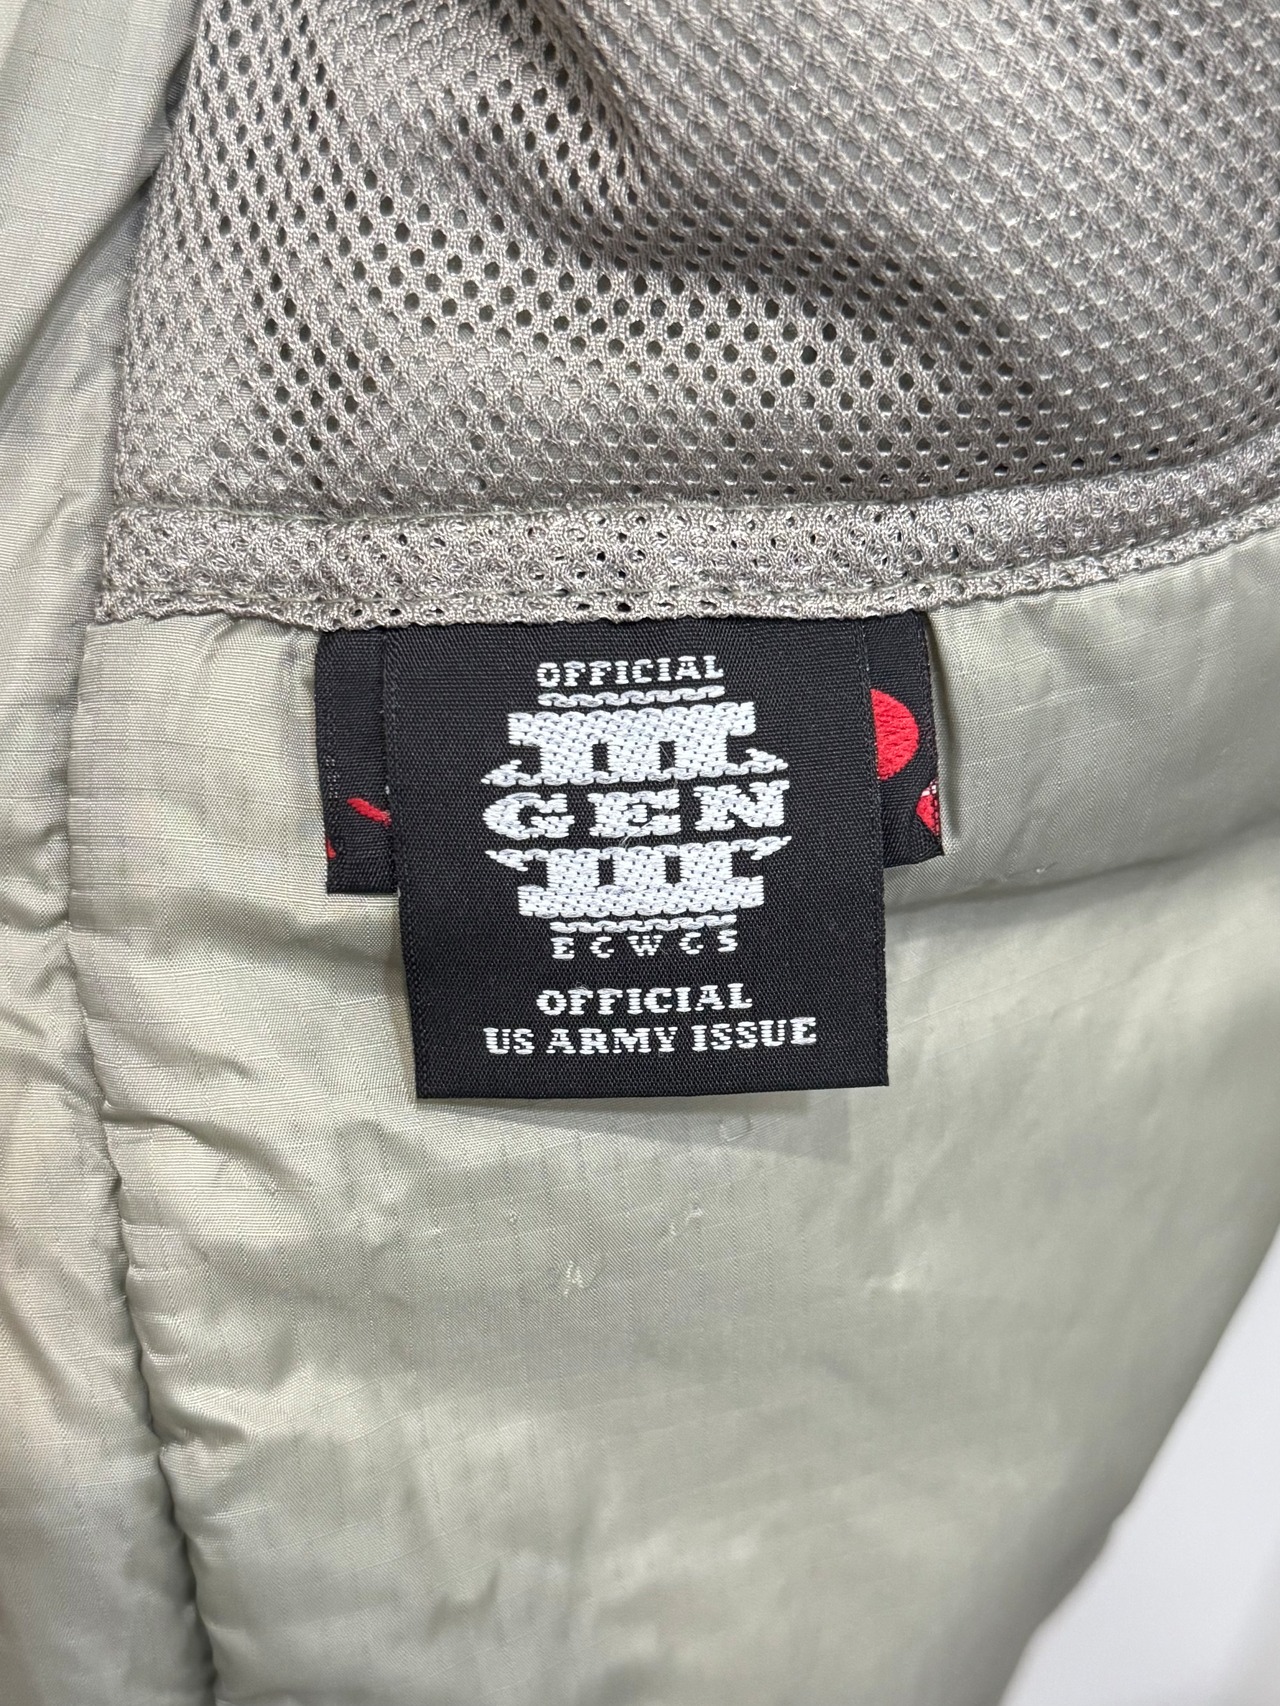 OFFICIAL
III
GEN
III
ECWCS
OFFICIAL
US ARMY ISSUE